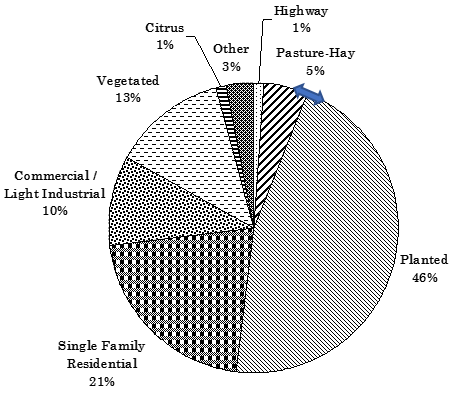 Highway
1%
Citrus
1%
Other
3%
Pasture-Hay
5%
Vegetated
13%
Commercial /
Light Industrial
10%
Planted
46%
Single Family
Residential
21%